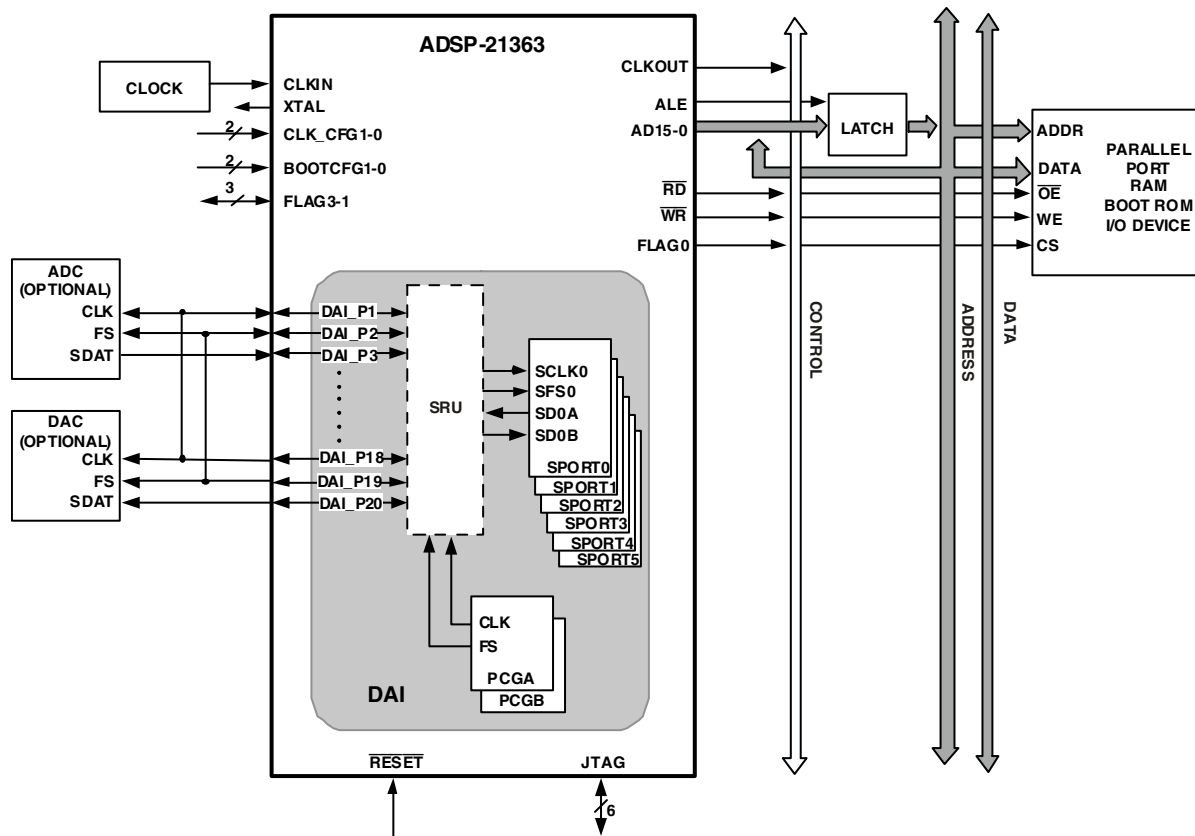 ADSP-21363
CLOCK
CLKIN
XTAL
2
CLK_CFG1-0
2
BOOTCFG1-0
3
FLAG3-1
CLKOUT
ALE
AD15-0
RD
WR
FLAG0
LATCH
ADDR
DATA
OE
WE
CS
PARALLEL
PORT
RAM
BOOT ROM
I/O DEVICE
CONTROL
ADDRESS
DATA
ADC
(OPTIONAL)
CLK
FS
SDAT
DAC
(OPTIONAL)
CLK
FS
SDAT
DAI_P1
DAI_P2
DAI_P3
DAI_P18
DAI_P19
DAI_P20
SRU
SCLK0
SFS0
SD0A
SD0B
SPORT0
SPORT1
SPORT2
SPORT3
SPORT4
SPORT5
CLK
FS
PCGA
PCGB
DAI
RESET
JTAG
6